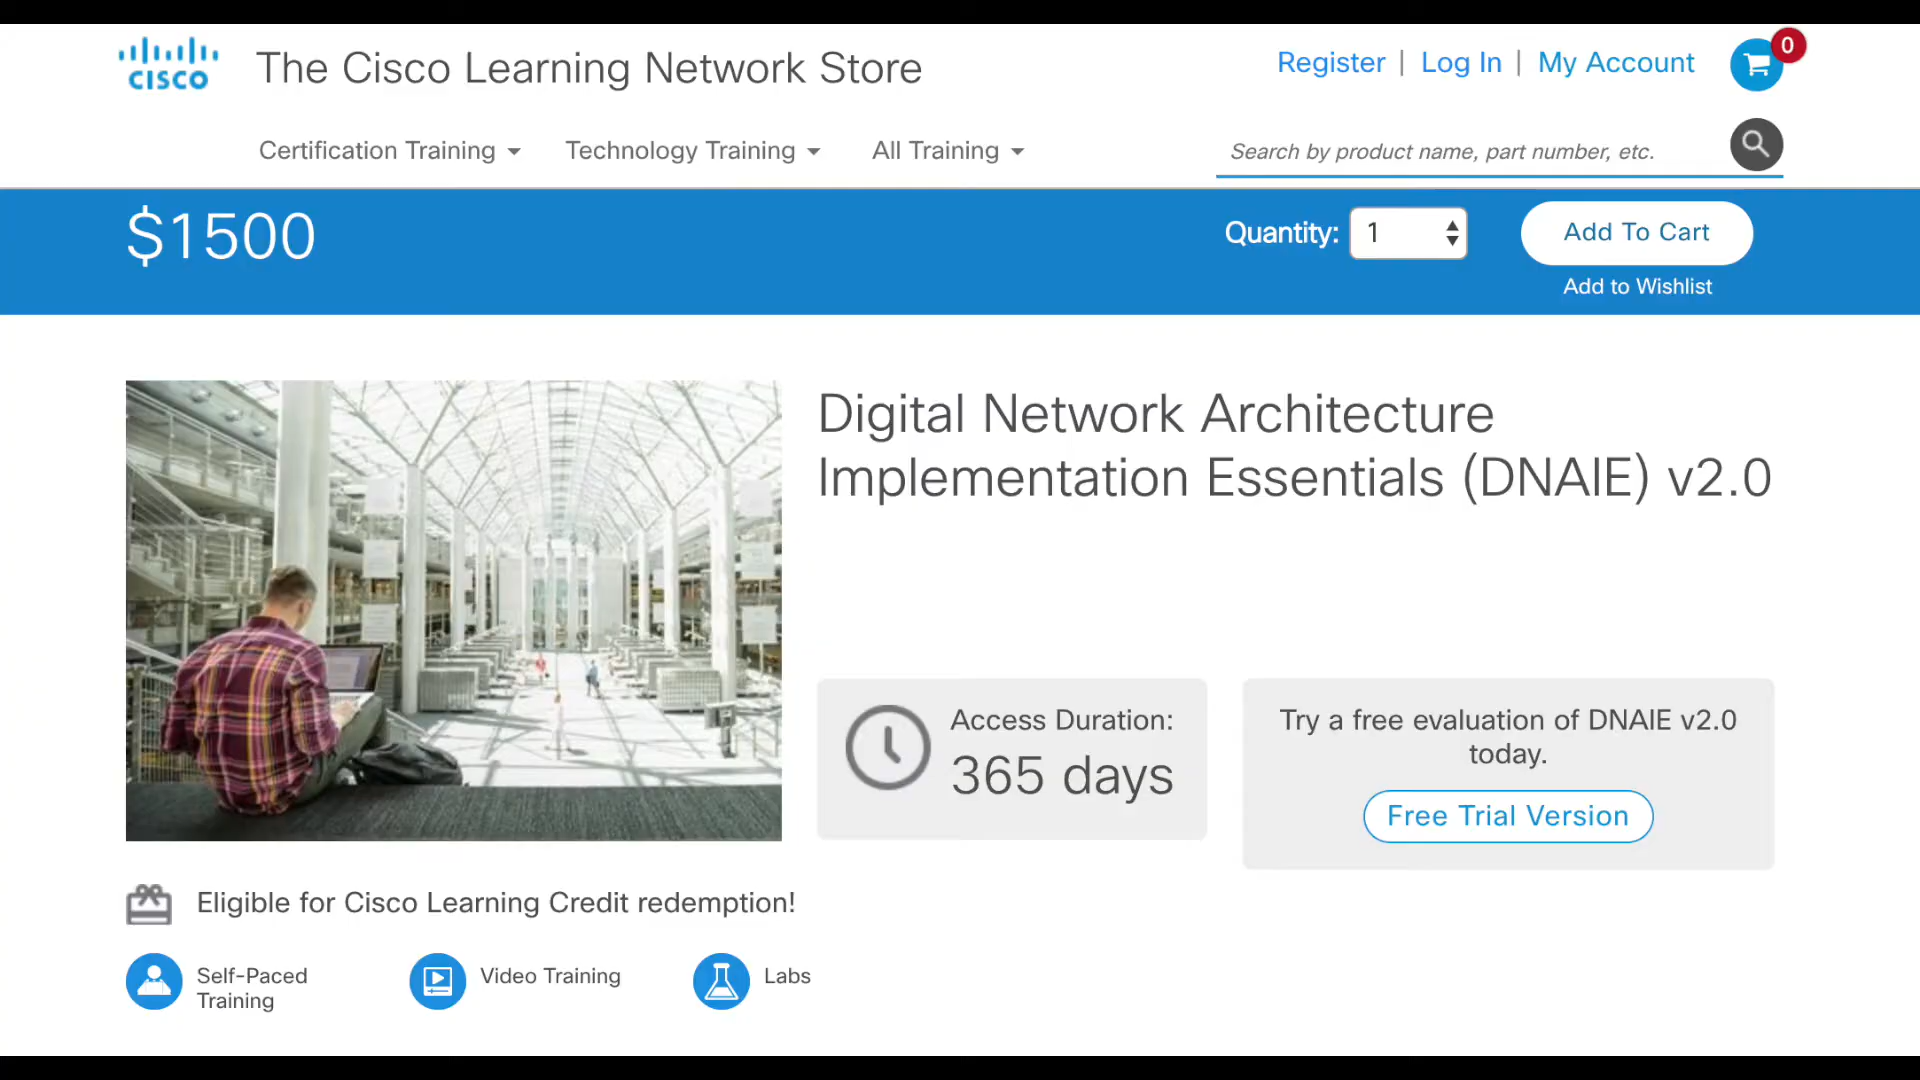 CISCO
The Cisco Learning Network Store
Register | Log In | My Account
0
Certification Training
Technology Training
All Training
Search by product name, part number, etc.
$1500
Quantity: 1
Add To Cart
Add to Wishlist
Digital Network Architecture
Implementation Essentials (DNAIE) v2.0
Access Duration:
365 days
Try a free evaluation of DNAIE v2.0
today.
Free Trial Version
Eligible for Cisco Learning Credit redemption!
Self-Paced
Training
Video Training
Labs